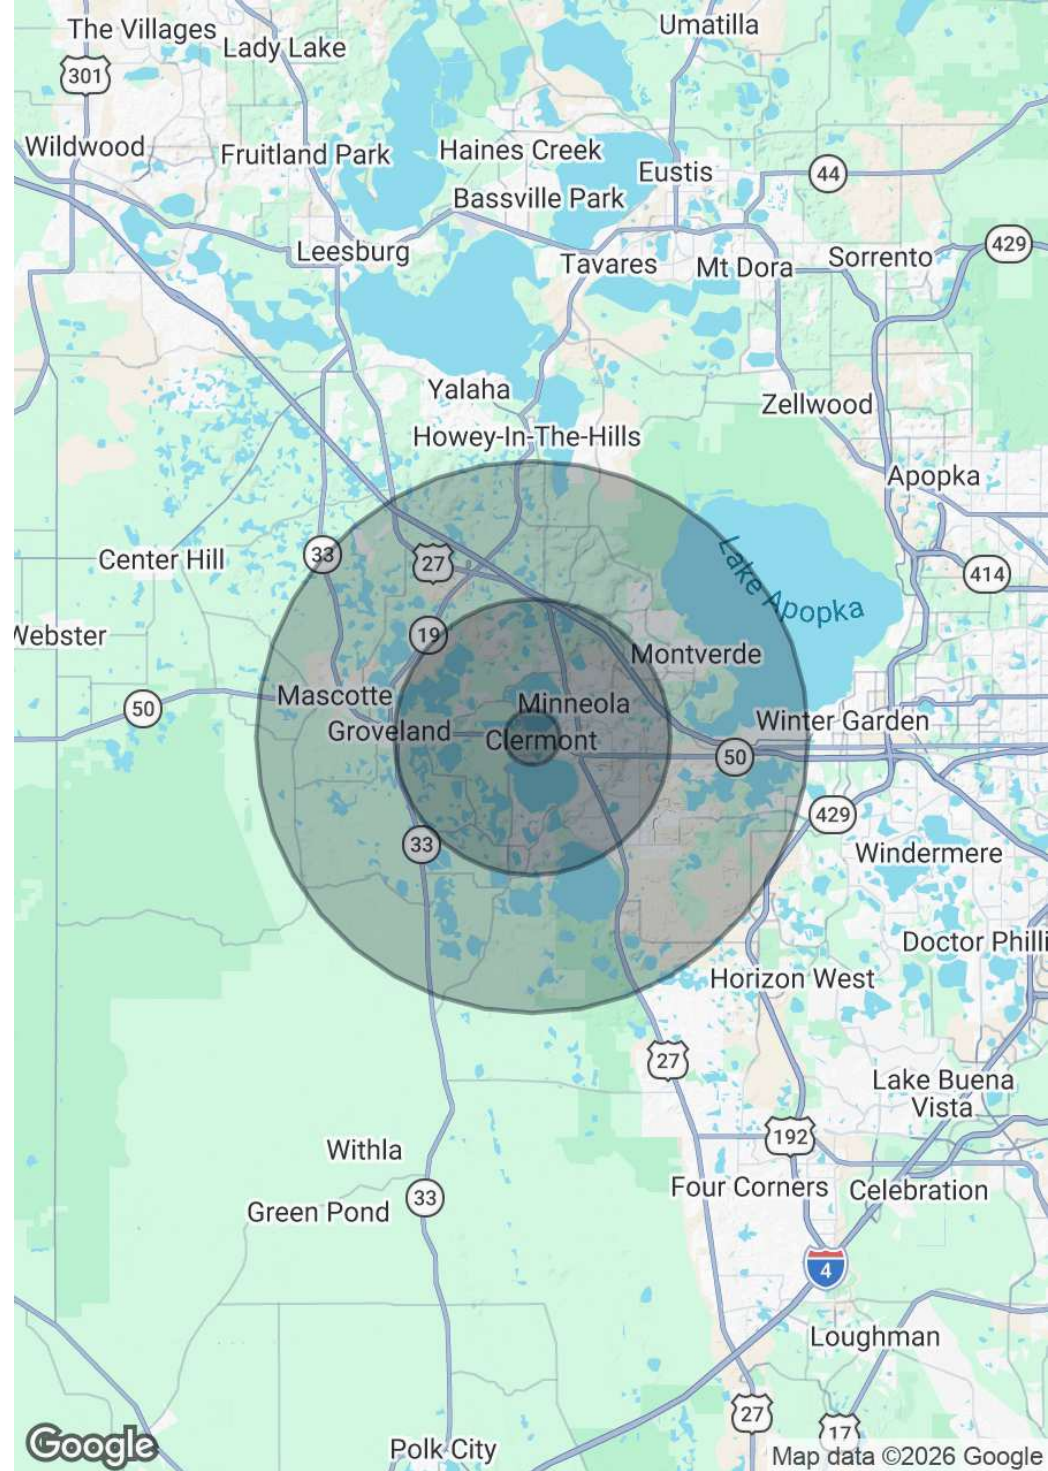 The Villages
Lady Lake
Umatilla
301
Wildwood
Fruitland Park
Haines Creek
Eustis
44
Bassville Park
Leesburg
Tavares
Mt Dora
Sorrento
429
Yalaha
Zellwood
Howey-In-The-Hills
Apopka
Center Hill
33
27
Lake Apopka
414
Webster
19
Montverde
Mascotte
Minneola
50
Groveland
Clermont
Winter Garden
50
33
429
Windermere
Doctor Philli
Horizon West
27
Lake Buena
Vista
192
Withla
Four Corners
Celebration
33
Green Pond
4
Loughman
27
17
Google
Polk City
Map data ©2026 Google